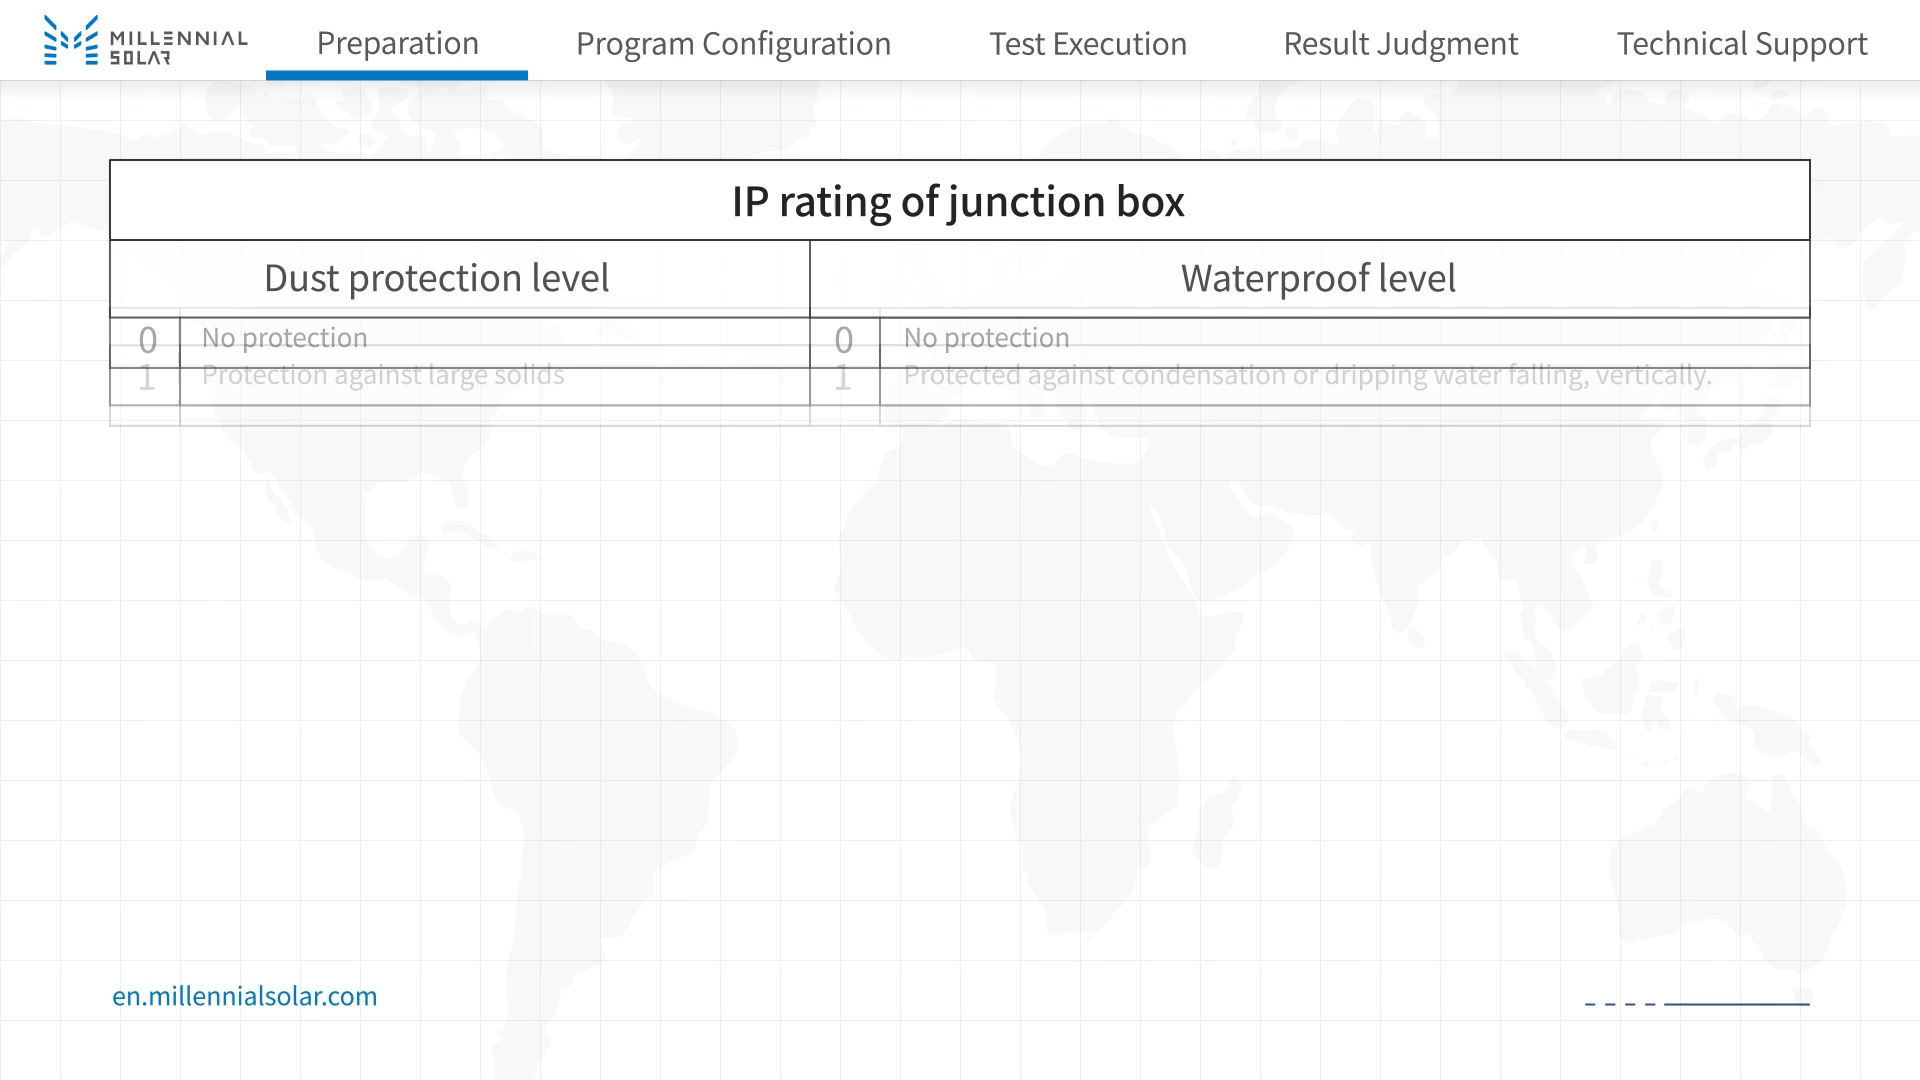 MILLENNIAL
SOLAR
Preparation
Program Configuration
Test Execution
Result Judgment
Technical Support
IP rating of junction box
Dust protection level
Waterproof level
0 No protection
0 No protection
1 Protection against large solids
1 Protected against condensation or dripping water falling, vertically.
en.millennialsolar.com